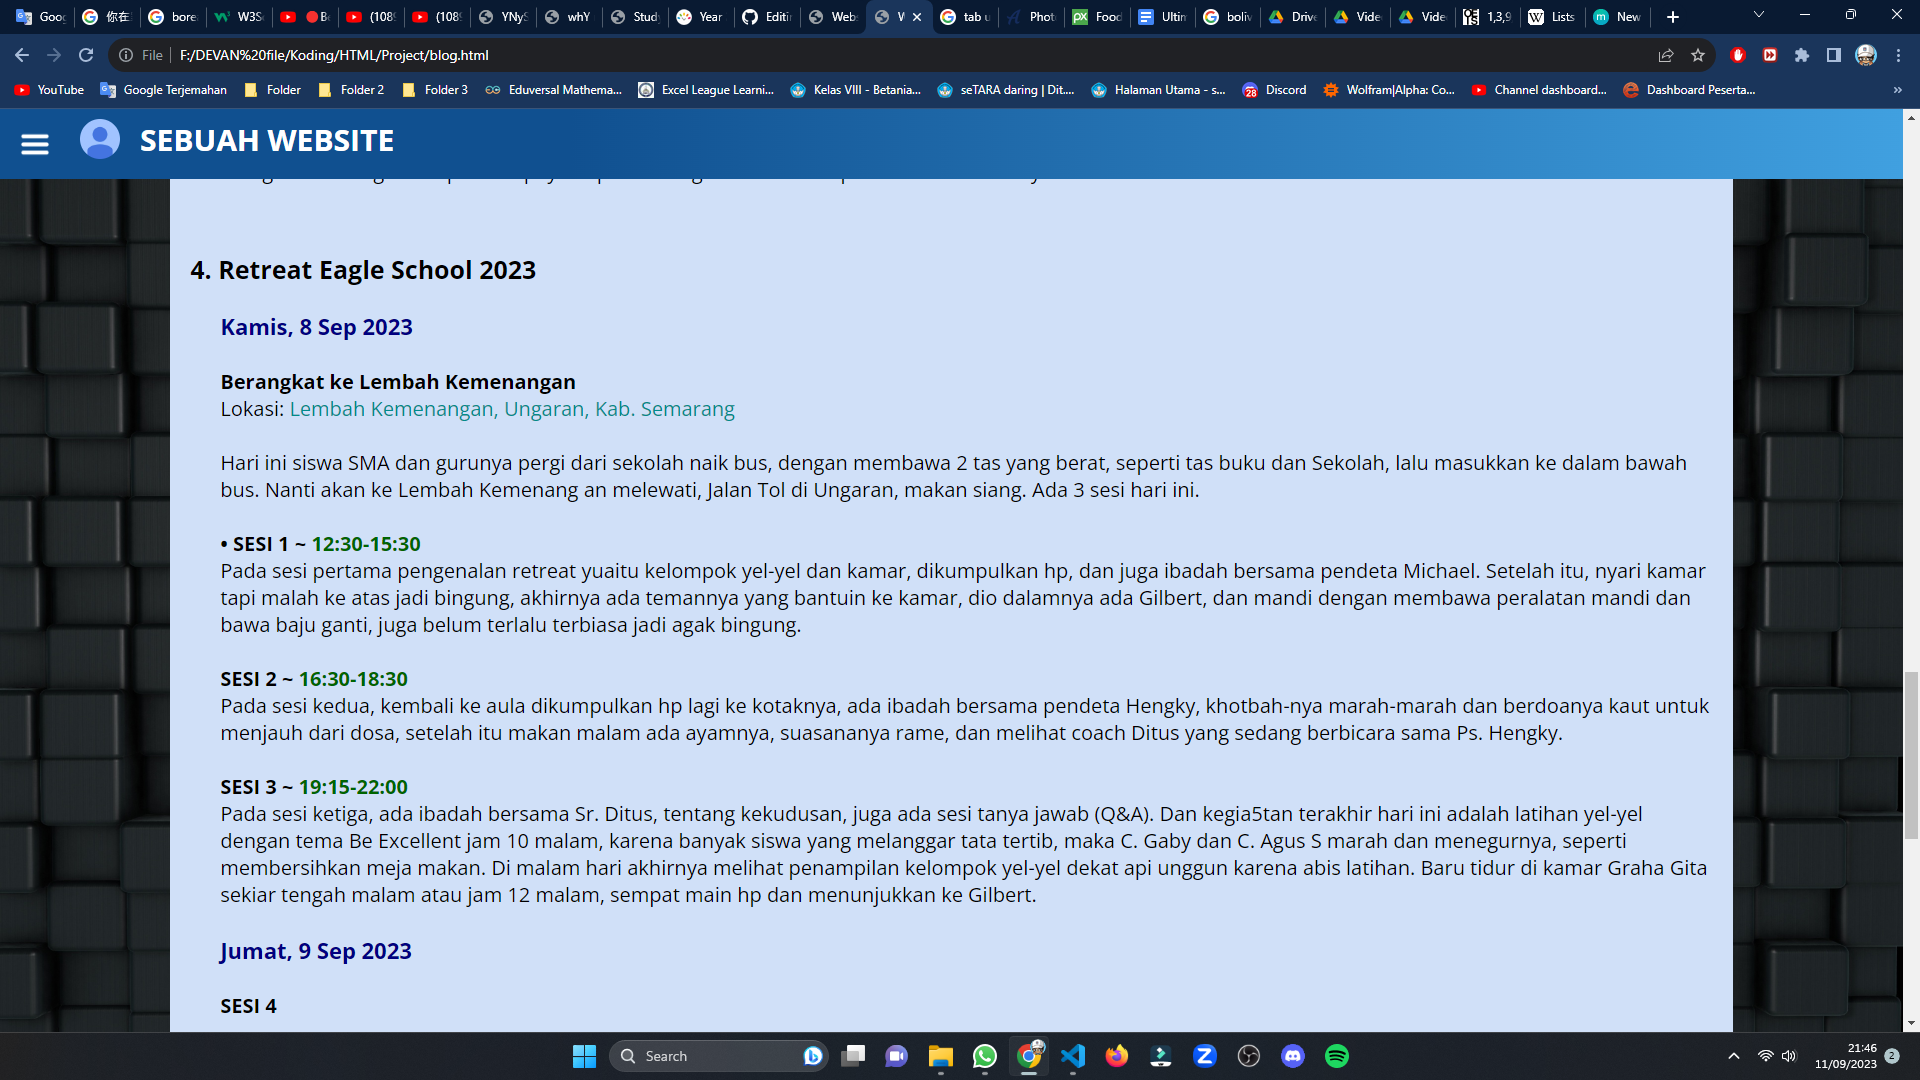 Goog
你在
bore
W3S
Be
(108
(108
YNyS
whY
Study
Year
Editi
Web
W
tab u
Phot
Food
Ultim
boliv
Drive
Vide
Vide
1,3,9
Lists
New
File
F:/DEVAN%20file/Koding/HTML/Project/blog.html
YouTube
Google Terjemahan
Folder
Folder 2
Folder 3
Eduversal Mathema...
Excel League Learni...
Kelas VIII - Betania...
seTARA daring | Dit....
Halaman Utama - s...
28
Discord
Wolfram|Alpha: Co...
Channel dashboard...
Dashboard Peserta...
»
SEBUAH WEBSITE
4. Retreat Eagle School 2023
Kamis, 8 Sep 2023
Berangkat ke Lembah Kemenangan
Lokasi: Lembah Kemenangan, Ungaran, Kab. Semarang
Hari ini siswa SMA dan gurunya pergi dari sekolah naik bus, dengan membawa 2 tas yang berat, seperti tas buku dan Sekolah, lalu masukkan ke dalam bawah
bus. Nanti akan ke Lembah Kemenang an melewati, Jalan Tol di Ungaran, makan siang. Ada 3 sesi hari ini.
• SESI 1 ~ 12:30-15:30
Pada sesi pertama pengenalan retreat yuaitu kelompok yel-yel dan kamar, dikumpulkan hp, dan juga ibadah bersama pendeta Michael. Setelah itu, nyari kamar
tapi malah ke atas jadi bingung, akhirnya ada temannya yang bantuin ke kamar, dio dalamnya ada Gilbert, dan mandi dengan membawa peralatan mandi dan
bawa baju ganti, juga belum terlalu terbiasa jadi agak bingung.
SESI 2 ~ 16:30-18:30
Pada sesi kedua, kembali ke aula dikumpulkan hp lagi ke kotaknya, ada ibadah bersama pendeta Hengky, khotbah-nya marah-marah dan berdoanya kaut untuk
menjauh dari dosa, setelah itu makan malam ada ayamnya, suasananya rame, dan melihat coach Ditus yang sedang berbicara sama Ps. Hengky.
SESI 3 ~ 19:15-22:00
Pada sesi ketiga, ada ibadah bersama Sr. Ditus, tentang kekudusan, juga ada sesi tanya jawab (Q&A). Dan kegia5tan terakhir hari ini adalah latihan yel-yel
dengan tema Be Excellent jam 10 malam, karena banyak siswa yang melanggar tata tertib, maka C. Gaby dan C. Agus S marah dan menegurnya, seperti
membersihkan meja makan. Di malam hari akhirnya melihat penampilan kelompok yel-yel dekat api unggun karena abis latihan. Baru tidur di kamar Graha Gita
sekiar tengah malam atau jam 12 malam, sempat main hp dan menunjukkan ke Gilbert.
Jumat, 9 Sep 2023
SESI 4
Search
21:46
11/09/2023
2